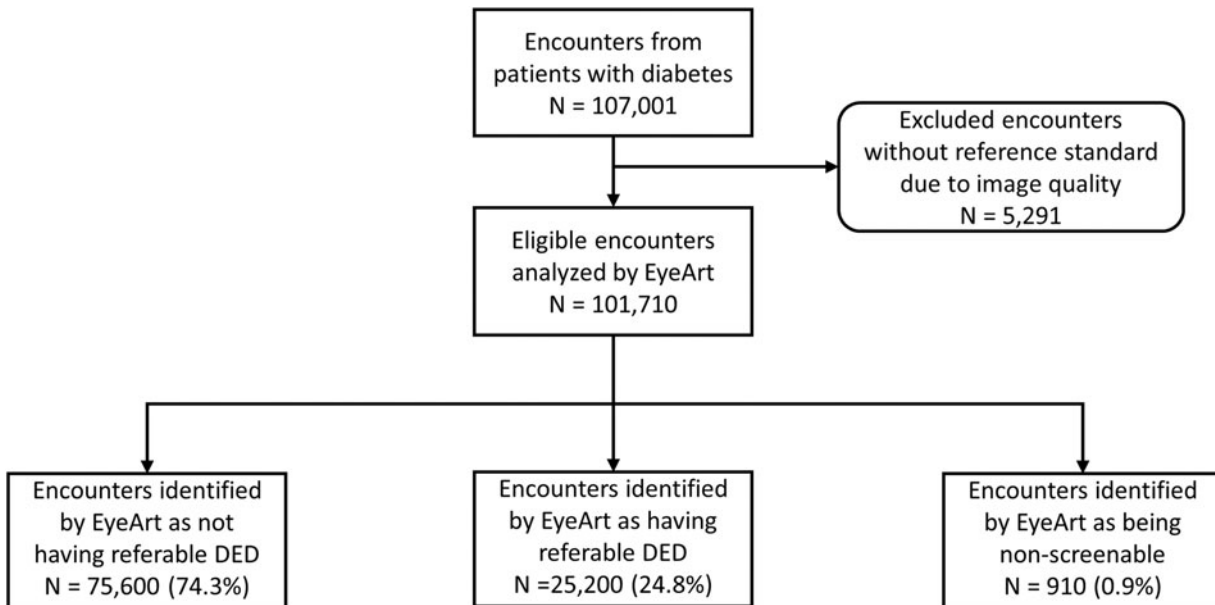 Encounters from
patients with diabetes
N = 107,001
Excluded encounters
without reference standard
due to image quality
N = 5,291
Eligible encounters
analyzed by EyeArt
N = 101,710
Encounters identified
by EyeArt as not
having referable DED
N = 75,600 (74.3%)
Encounters identified
by EyeArt as having
referable DED
N =25,200 (24.8%)
Encounters identified
by EyeArt as being
non-screenable
N = 910 (0.9%)